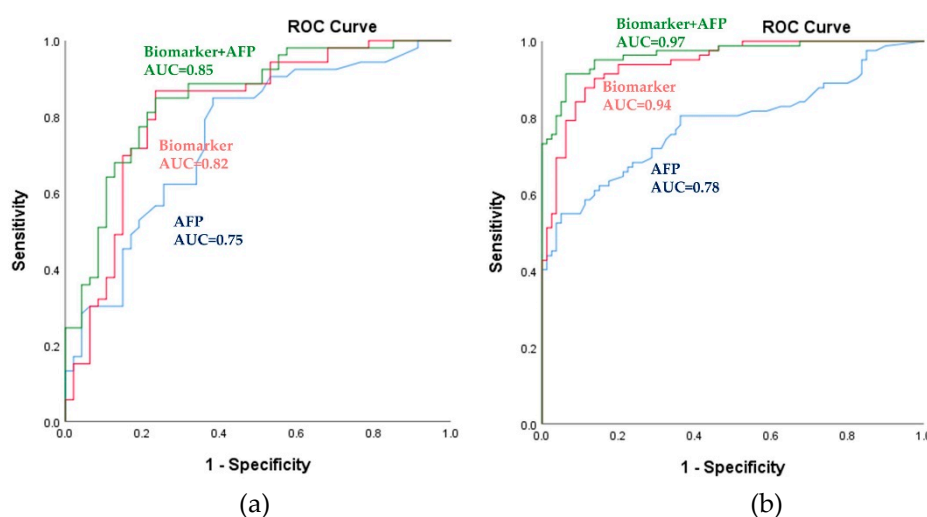 ROC Curve
Biomarker+AFP
AUC=0.85
Biomarker
AUC=0.82
AFP
AUC=0.75
Sensitivity
1.0
0.8
0.6
0.4
0.2
0.0
0.0
0.2
0.4
0.6
0.8
1.0
1 - Specificity
(a)
ROC Curve
Biomarker+AFP
AUC=0.97
Biomarker
AUC=0.94
AFP
AUC=0.78
Sensitivity
1.0
0.8
0.6
0.4
0.2
0.0
0.0
0.2
0.4
0.6
0.8
1.0
1 - Specificity
(b)